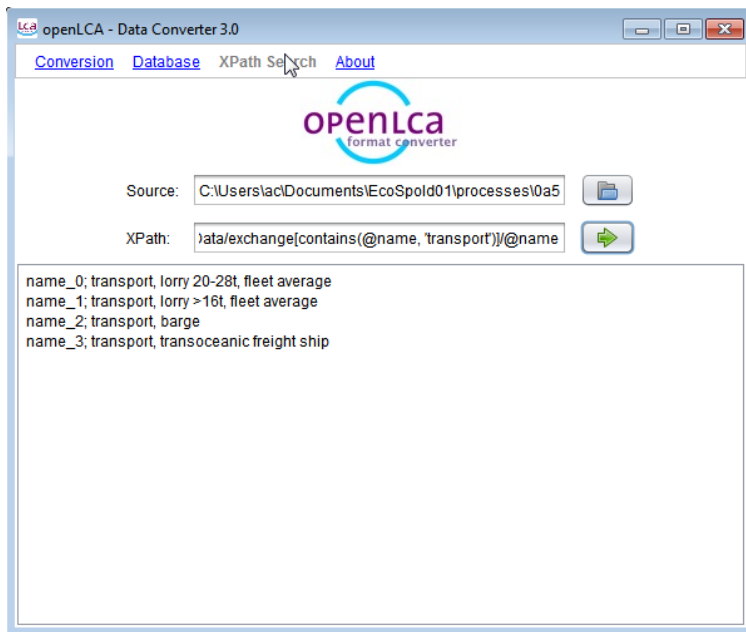 LCA openLCA - Data Converter 3.0
Conversion Database XPath Search About
openLca
format converter
Source: C:\Users\ac\Documents\EcoSpold01\processes\0a5
XPath: )ata/exchange[contains(@name, 'transport')]/@name
name_0; transport, lorry 20-28t, fleet average
name_1; transport, lorry >16t, fleet average
name_2; transport, barge
name_3; transport, transoceanic freight ship